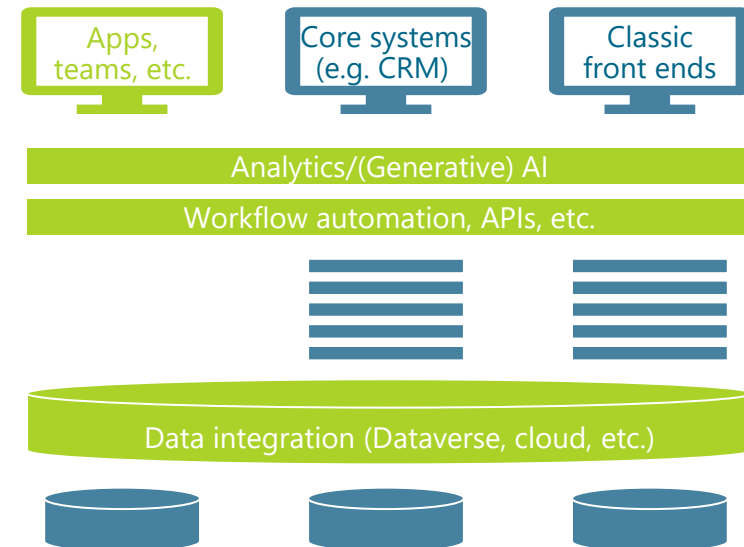 Apps,
teams, etc.
Core systems
(e.g. CRM)
Classic
front ends
Analytics/(Generative) AI
Workflow automation, APIs, etc.
Data integration (Dataverse, cloud, etc.)